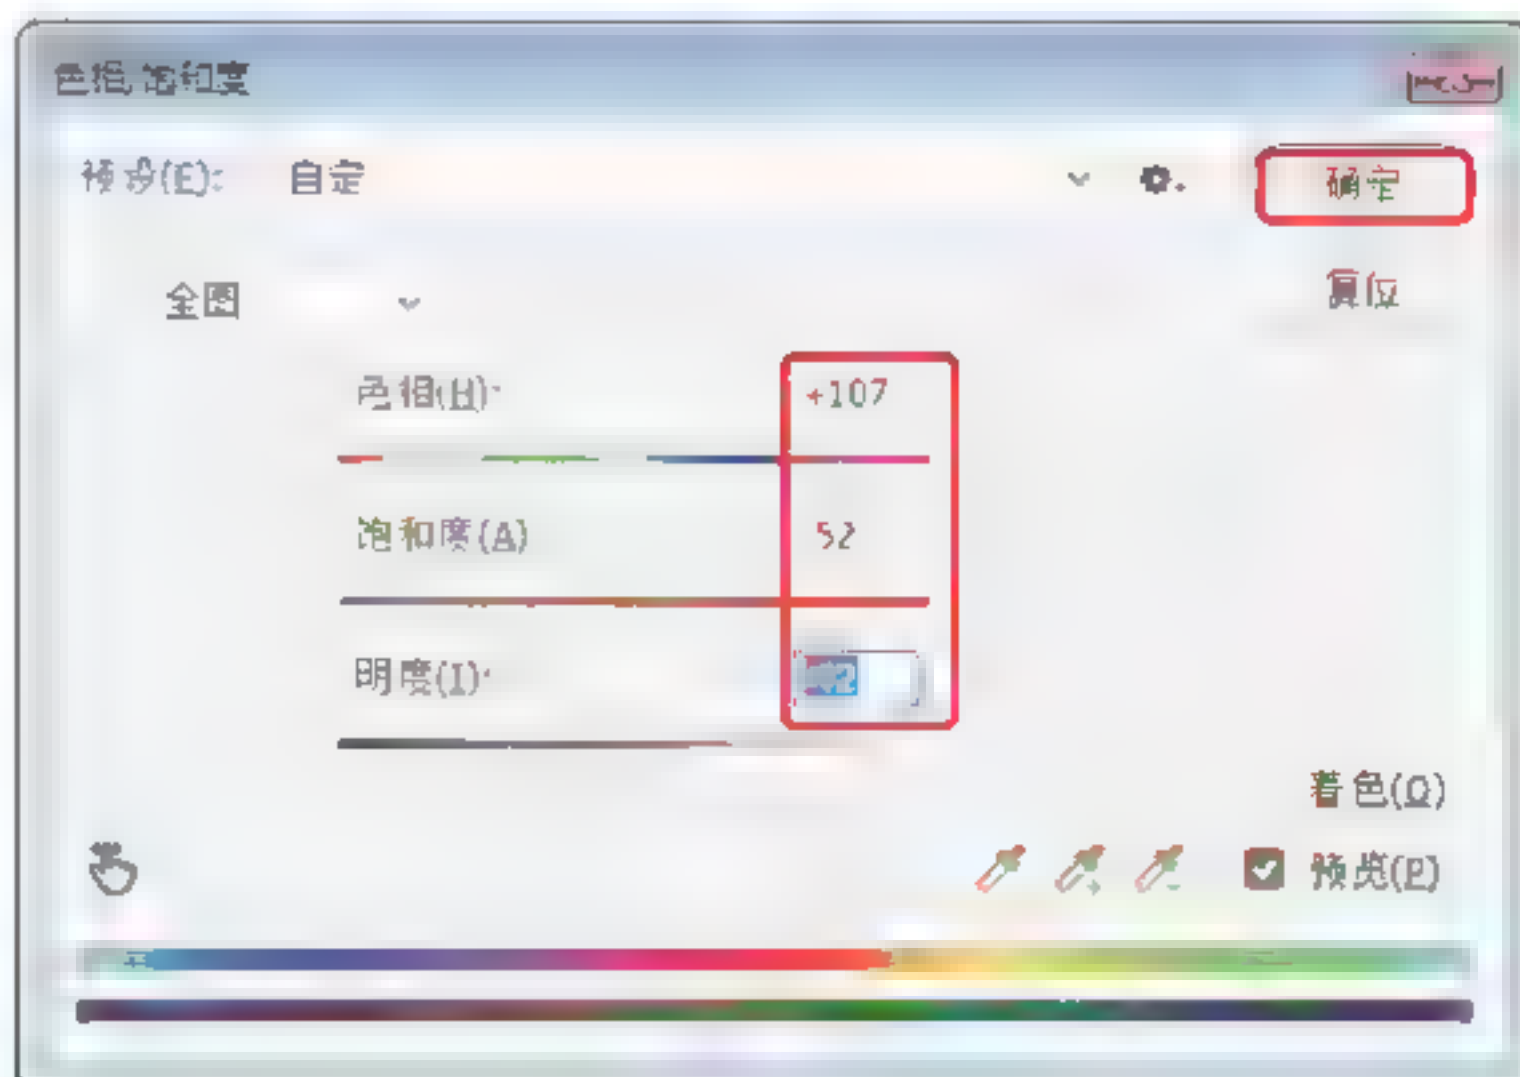 色相/饱和度
预设(E):
自定
确定
全图
复位
色相(H):
+107
饱和度(A)
52
明度(I):
着色(O)
预览(P)